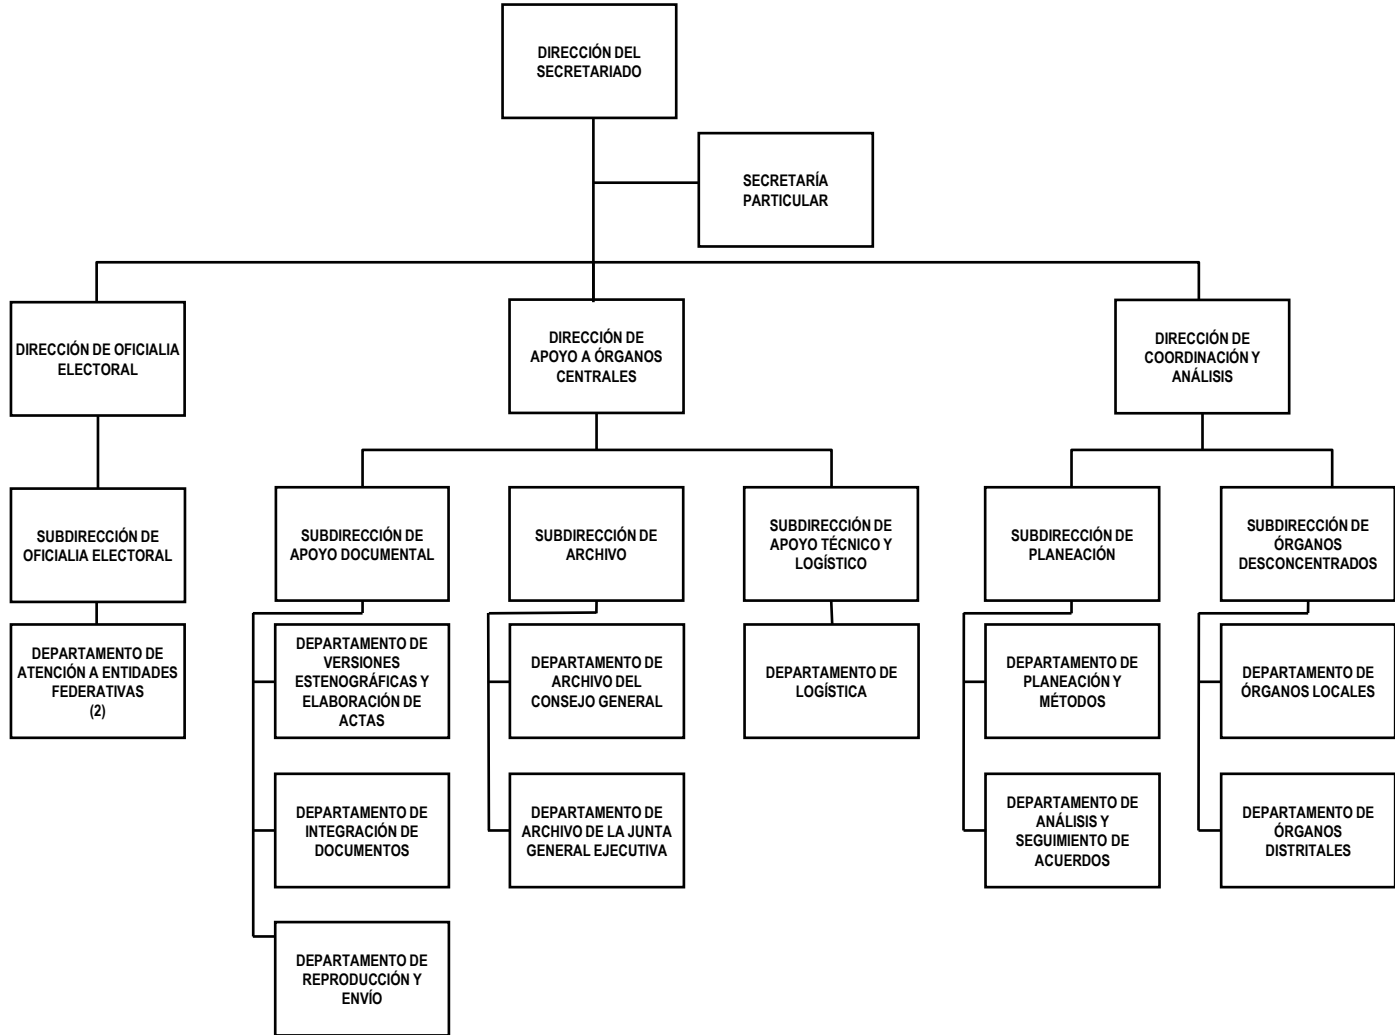 DIRECCIÓN DEL
SECRETARIADO
SECRETARÍA
PARTICULAR
DIRECCIÓN DE OFICIALIA
ELECTORAL
DIRECCIÓN DE
APOYO A ÓRGANOS
CENTRALES
DIRECCIÓN DE
COORDINACIÓN Y
ANÁLISIS
SUBDIRECCIÓN DE
OFICIALIA ELECTORAL
SUBDIRECCIÓN DE
APOYO DOCUMENTAL
SUBDIRECCIÓN DE
ARCHIVO
SUBDIRECCIÓN DE
APOYO TÉCNICO Y
LOGÍSTICO
SUBDIRECCIÓN DE
PLANEACIÓN
SUBDIRECCIÓN DE
ÓRGANOS
DESCONCENTRADOS
DEPARTAMENTO DE
ATENCIÓN A ENTIDADES
FEDERATIVAS
(2)
DEPARTAMENTO DE
VERSIONES
ESTENOGRÁFICAS Y
ELABORACIÓN DE
ACTAS
DEPARTAMENTO DE
ARCHIVO DEL
CONSEJO GENERAL
DEPARTAMENTO DE
LOGÍSTICA
DEPARTAMENTO DE
PLANEACIÓN Y
MÉTODOS
DEPARTAMENTO DE
ÓRGANOS LOCALES
DEPARTAMENTO DE
INTEGRACIÓN DE
DOCUMENTOS
DEPARTAMENTO DE
ARCHIVO DE LA JUNTA
GENERAL EJECUTIVA
DEPARTAMENTO DE
ANÁLISIS Y
SEGUIMIENTO DE
ACUERDOS
DEPARTAMENTO DE
ÓRGANOS
DISTRITALES
DEPARTAMENTO DE
REPRODUCCIÓN Y
ENVÍO